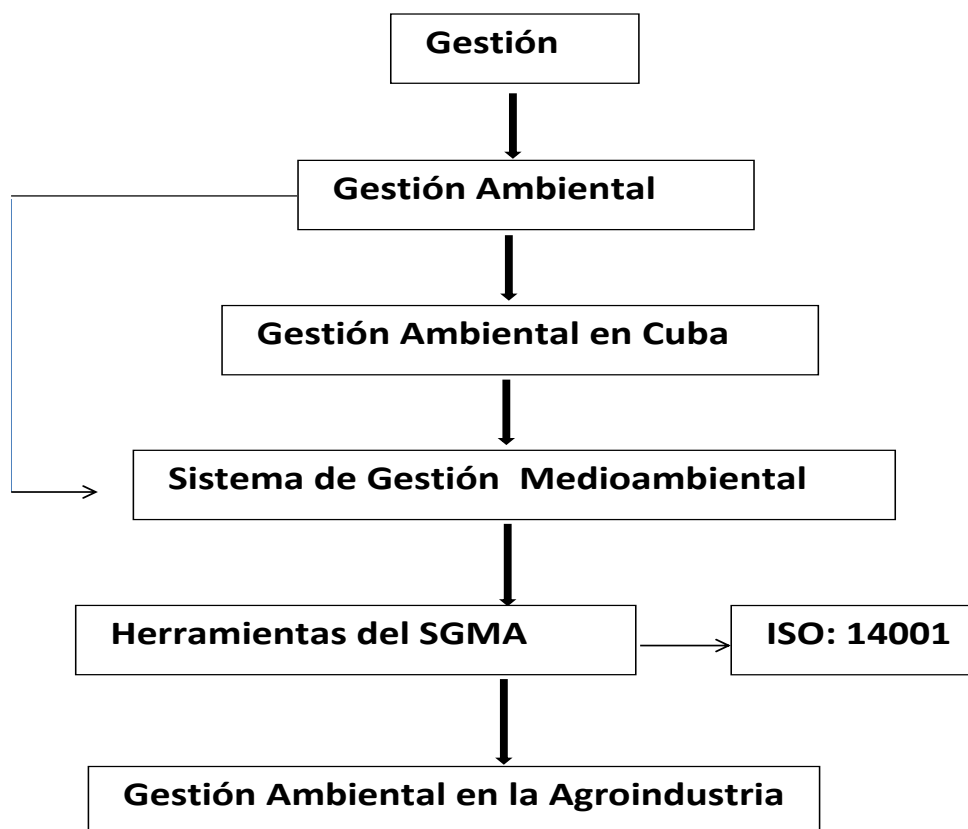 Gestión
Gestión Ambiental
Gestión Ambiental en Cuba
Sistema de Gestión  Medioambiental
Herramientas del SGMA
ISO: 14001
Gestión Ambiental en la Agroindustria